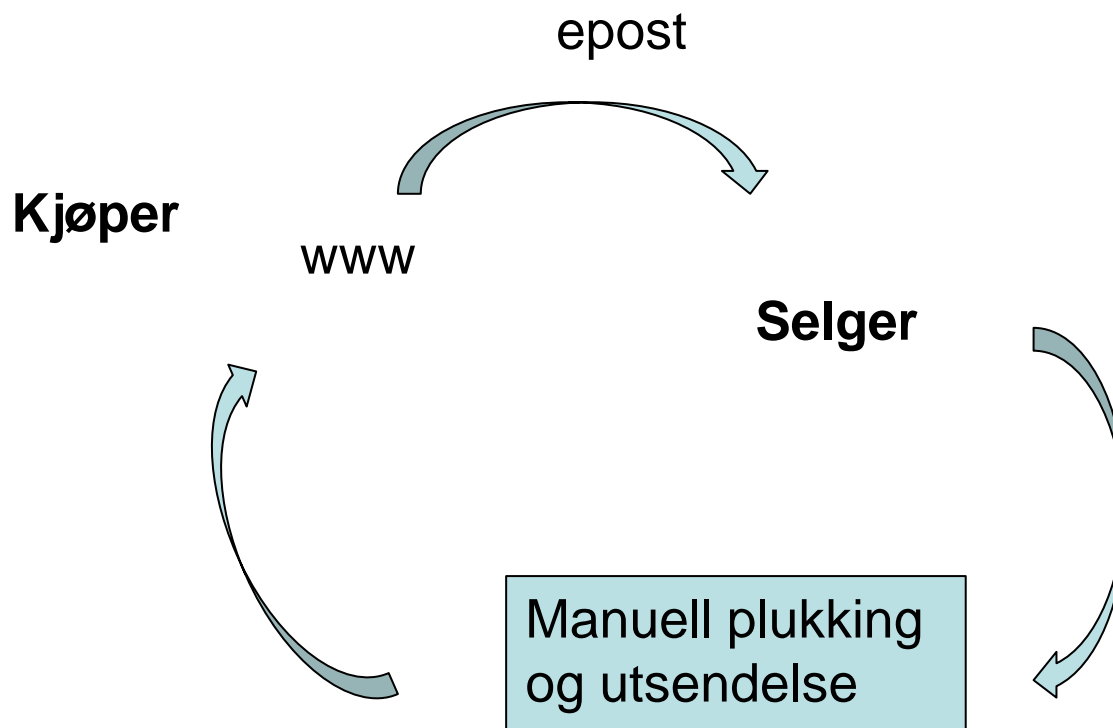 epost
Kjøper
www
Selger
Manuell plukking
og utsendelse